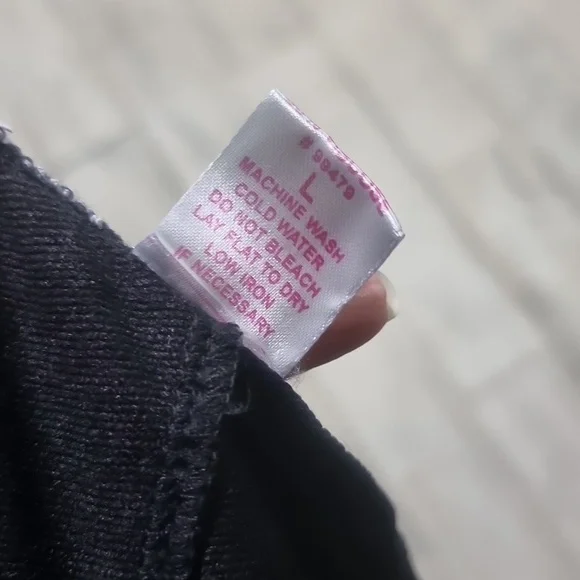 # 99479
L
MACHINE WASH
COLD WATER
DO NOT BLEACH
LAY FLAT TO DRY
LOW IRON
IF NECESSARY